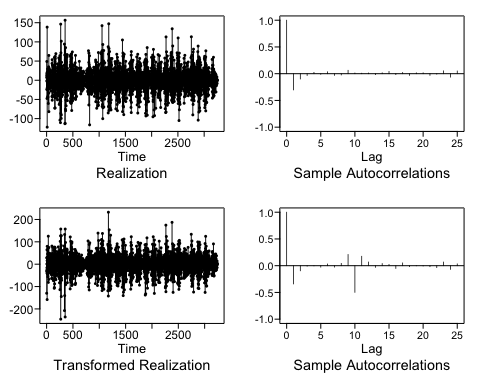 150
100
50
0
-50
-100
0 500 1500 2500
Time
Realization
1.0
0.5
0.0
-0.5
-1.0
0 5 10 15 20 25
Lag
Sample Autocorrelations
200
100
0
-100
-200
0 500 1500 2500
Time
Transformed Realization
1.0
0.5
0.0
-0.5
-1.0
0 5 10 15 20 25
Lag
Sample Autocorrelations